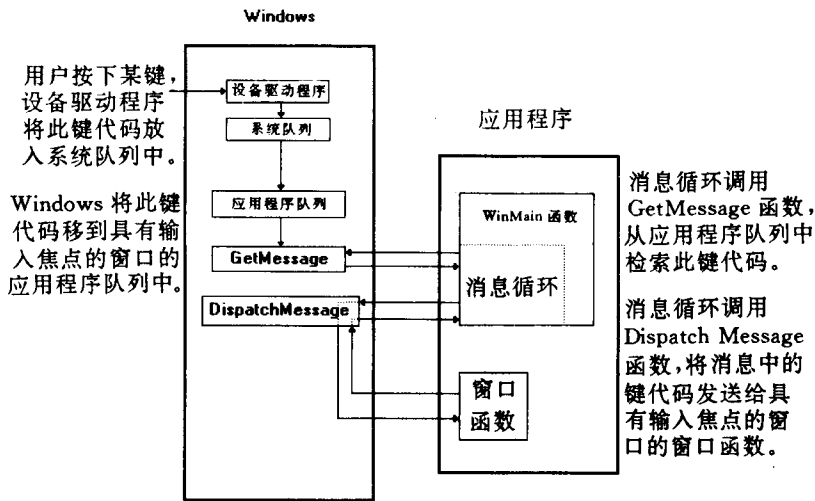 Windows
用户按下某键，
设备驱动程序
将此键代码放
入系统队列中。
Windows 将此键
代码移到具有输
入焦点的窗口的
应用程序队列中。
设备驱动程序
系统队列
应用程序队列
GetMessage
DispatchMessage
应用程序
WinMain 函数
消息循环
窗口
函数
消息循环调用
GetMessage 函数，
从应用程序队列中
检索此键代码。
消息循环调用
Dispatch Message
函数，将消息中的
键代码发送给具
有输入焦点的窗
口的窗口函数。